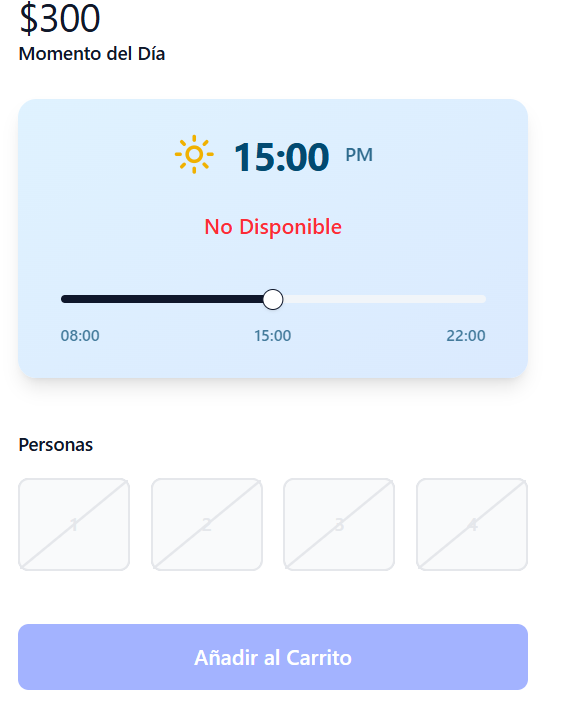 $300
Momento del Día
15:00 PM
No Disponible
08:00 15:00 22:00
Personas
1 2 3 4
Añadir al Carrito